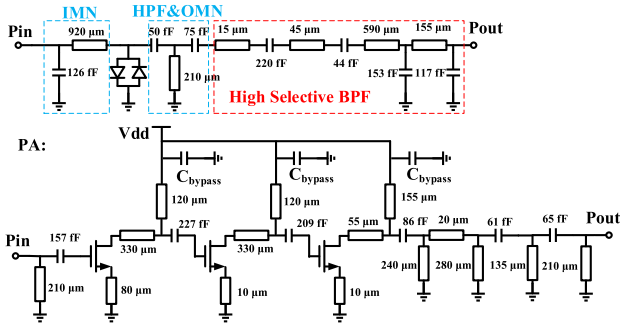 IMN HPF&OMN
Pin 920 μm 50 fF 75 fF 15 μm 45 μm 590 μm 155 μm Pout
126 fF 210 μm 220 fF 44 fF 153 fF 117 fF
High Selective BPF
PA: Vdd
Cbypass Cbypass Cbypass
120 μm 120 μm 155 μm
227 fF 209 fF 55 μm 86 fF 20 μm 61 fF 65 fF Pout
Pin 157 fF 330 μm 330 μm
210 μm 80 μm 10 μm 10 μm 240 μm 280 μm 135 μm 210 μm